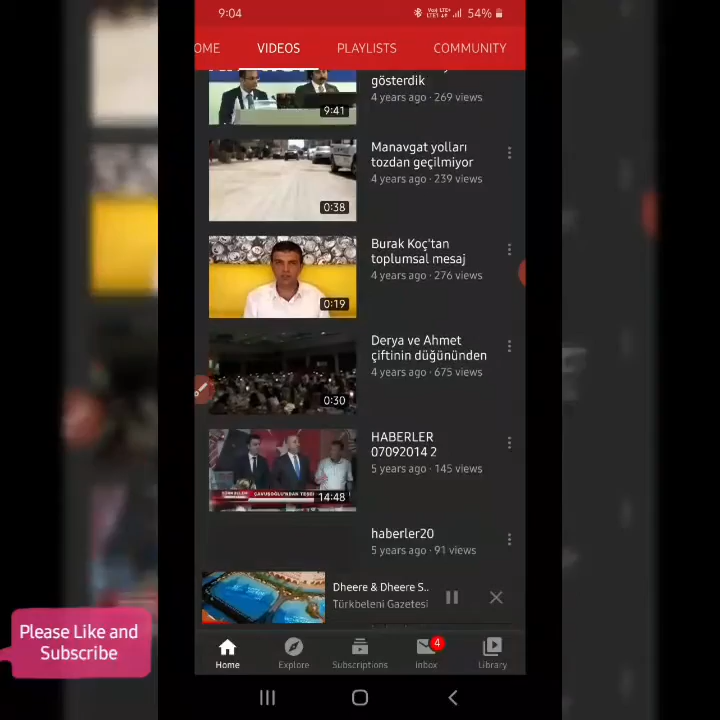 9:04
54%
OME VIDEOS PLAYLISTS COMMUNITY
gösterdik
4 years ago · 269 views
9:41
Manavgat yolları
tozdan geçilmiyor
4 years ago · 239 views
0:38
Burak Koç'tan
toplumsal mesaj
4 years ago · 276 views
0:19
Derya ve Ahmet
çiftinin düğününden
4 years ago · 675 views
0:30
HABERLER
07092014 2
5 years ago · 145 views
14:48
haberler20
5 years ago · 91 views
Dheere & Dheere S..
Türkbeleni Gazetesi
Please Like and
Subscribe
Home Explore Subscriptions Inbox Library
4